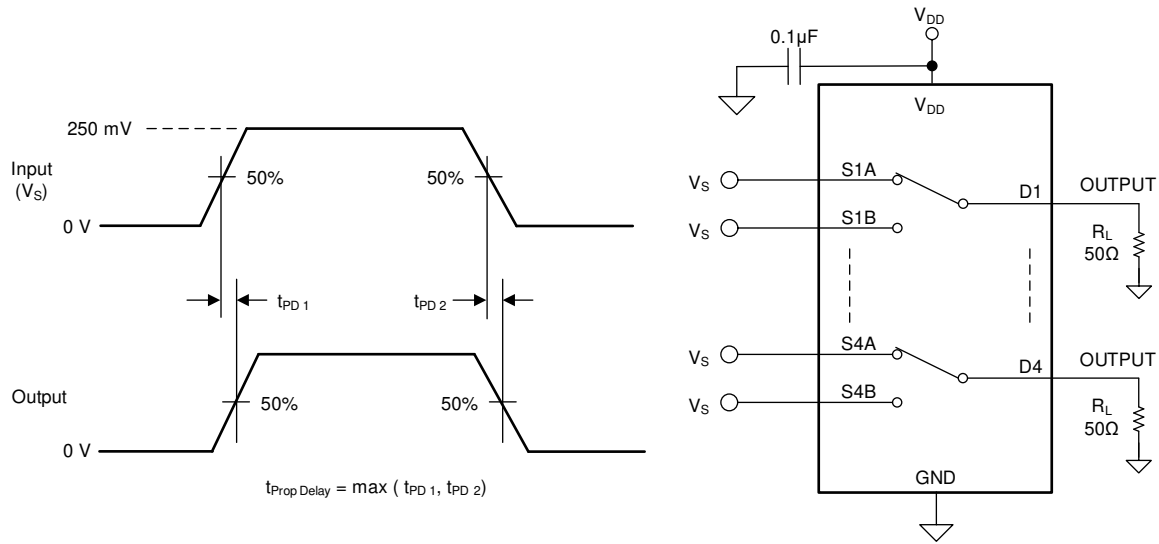 250 mV
Input
(VS)
50%
50%
0 V
tPD 1
tPD 2
Output
50%
50%
0 V
tProp Delay = max ( tPD 1, tPD 2)
VDD
0.1µF
VDD
VS
S1A
D1
OUTPUT
VS
S1B
RL
50Ω
VS
S4A
D4
OUTPUT
VS
S4B
RL
50Ω
GND